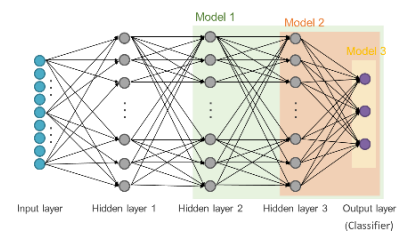 Model 1
Model 2
Model 3
Input layer
Hidden layer 1
Hidden layer 2
Hidden layer 3
Output layer
(Classifier)